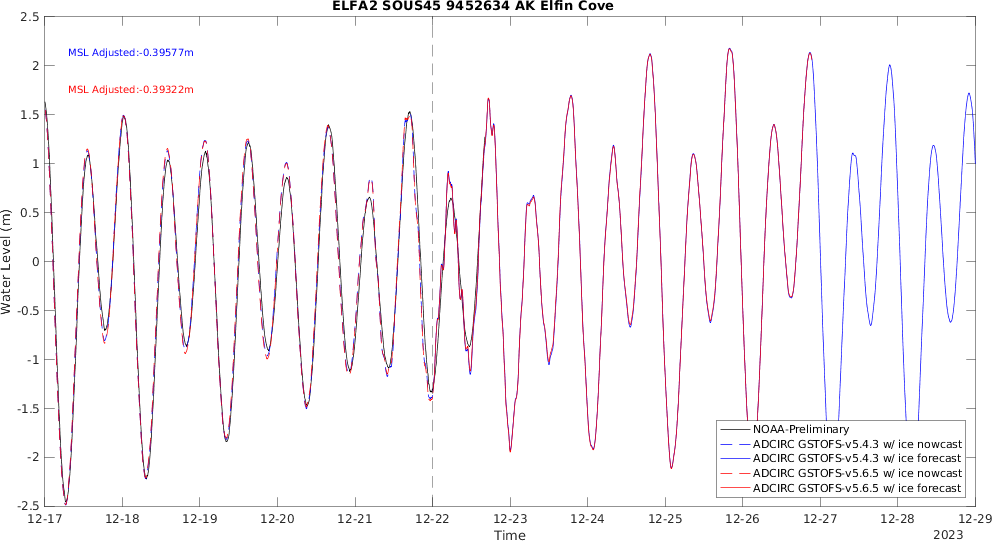 ELFA2 SOUS45 9452634 AK Elfin Cove
2.5
2
1.5
1
0.5
0
-0.5
-1
-1.5
-2
-2.5
Water Level (m)
MSL Adjusted:-0.39577m
MSL Adjusted:-0.39322m
NOAA-Preliminary
ADCIRC GSTOFS-v5.4.3 w/ ice nowcast
ADCIRC GSTOFS-v5.4.3 w/ ice forecast
ADCIRC GSTOFS-v5.6.5 w/ ice nowcast
ADCIRC GSTOFS-v5.6.5 w/ ice forecast
12-17 12-18 12-19 12-20 12-21 12-22 12-23 12-24 12-25 12-26 12-27 12-28 12-29
Time
2023